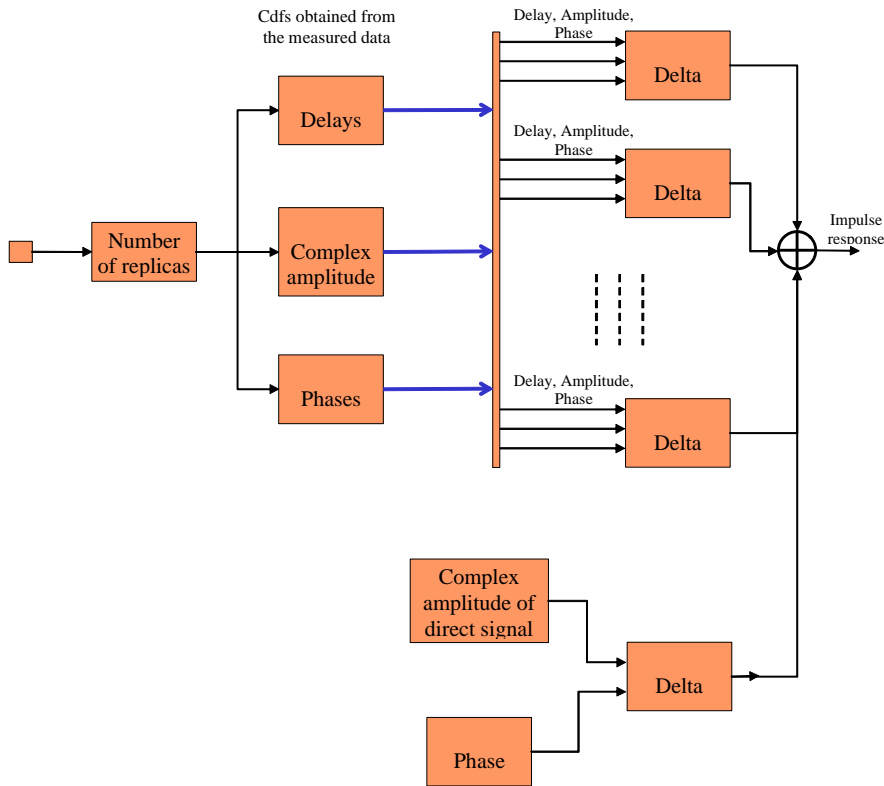 Cdfs obtained from
the measured data
Delay, Amplitude,
Phase
Delta
Delays
Delay, Amplitude,
Phase
Delta
Number
of replicas
Complex
amplitude
Impulse
response
Phases
Delay, Amplitude,
Phase
Delta
Complex
amplitude of
direct signal
Delta
Phase